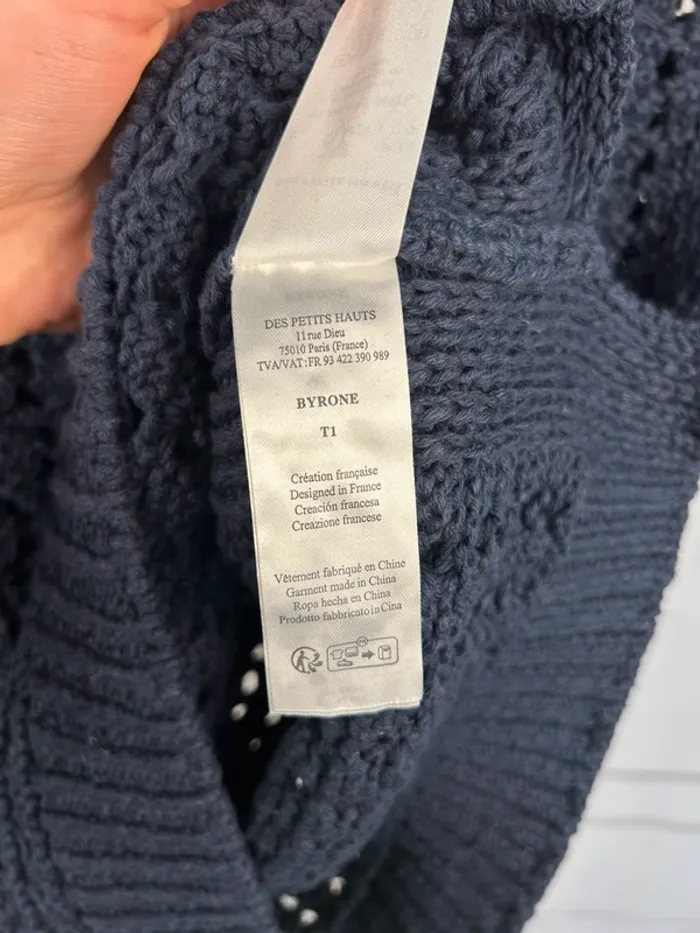 DES PETITS HAUTS
11 rue Dieu
75010 Paris (France)
TVA/VAT:FR 93 422 390 989
BYRONE
T1
Création française
Designed in France
Creación francesa
Creazione francese
Vêtement fabriqué en Chine
Garment made in China
Ropa hecha en China
Prodotto fabbricato in Cina
FR